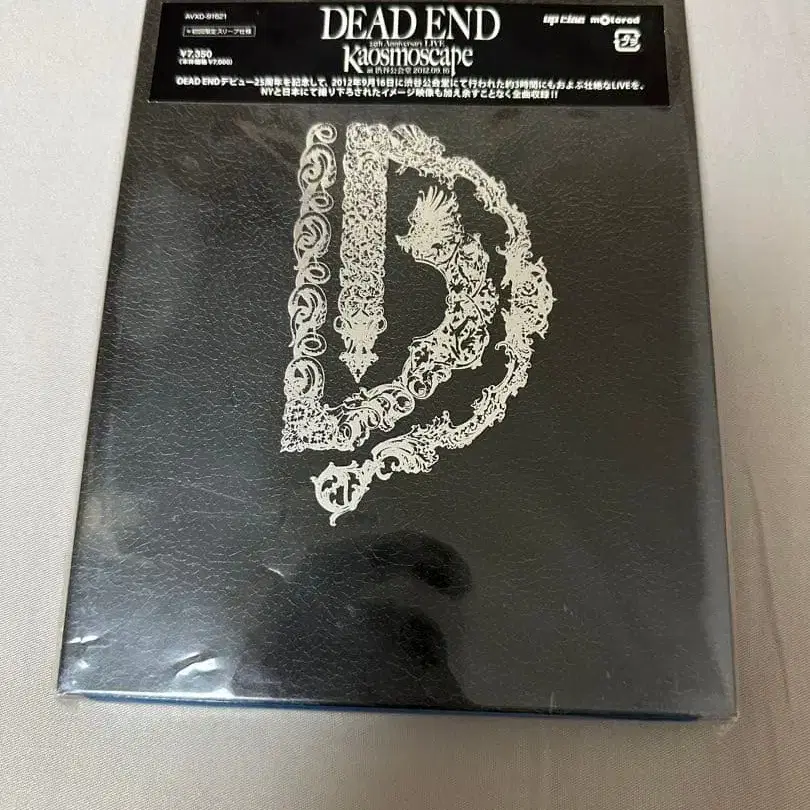 AVXD-91621
※初回限定スリーブ仕様
¥7,350
(本体価格 ¥7,000)
DEAD END
25th Anniversary LIVE
Kaosmoscape
at 渋谷公会堂 2012.09.16
motorod
DEAD ENDデビュー25周年を記念して、2012年9月16日に渋谷公会堂にて行われた約3時間にもおよぶ壮絶なLIVEを、
NYと日本にて撮り下ろされたイメージ映像も加え余すことなく全曲収録!!